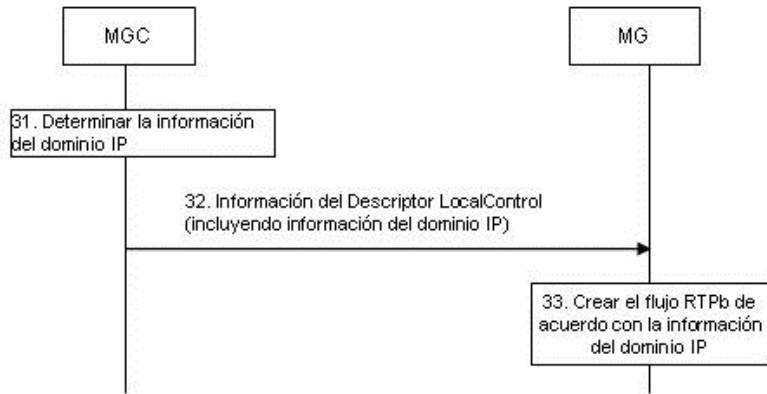 MGC
MG
31. Determinar la información
del dominio IP
32. Información del Descriptor LocalControl
(incluyendo información del dominio IP)
33. Crear el flujo RTPb de
acuerdo con la información
del dominio IP